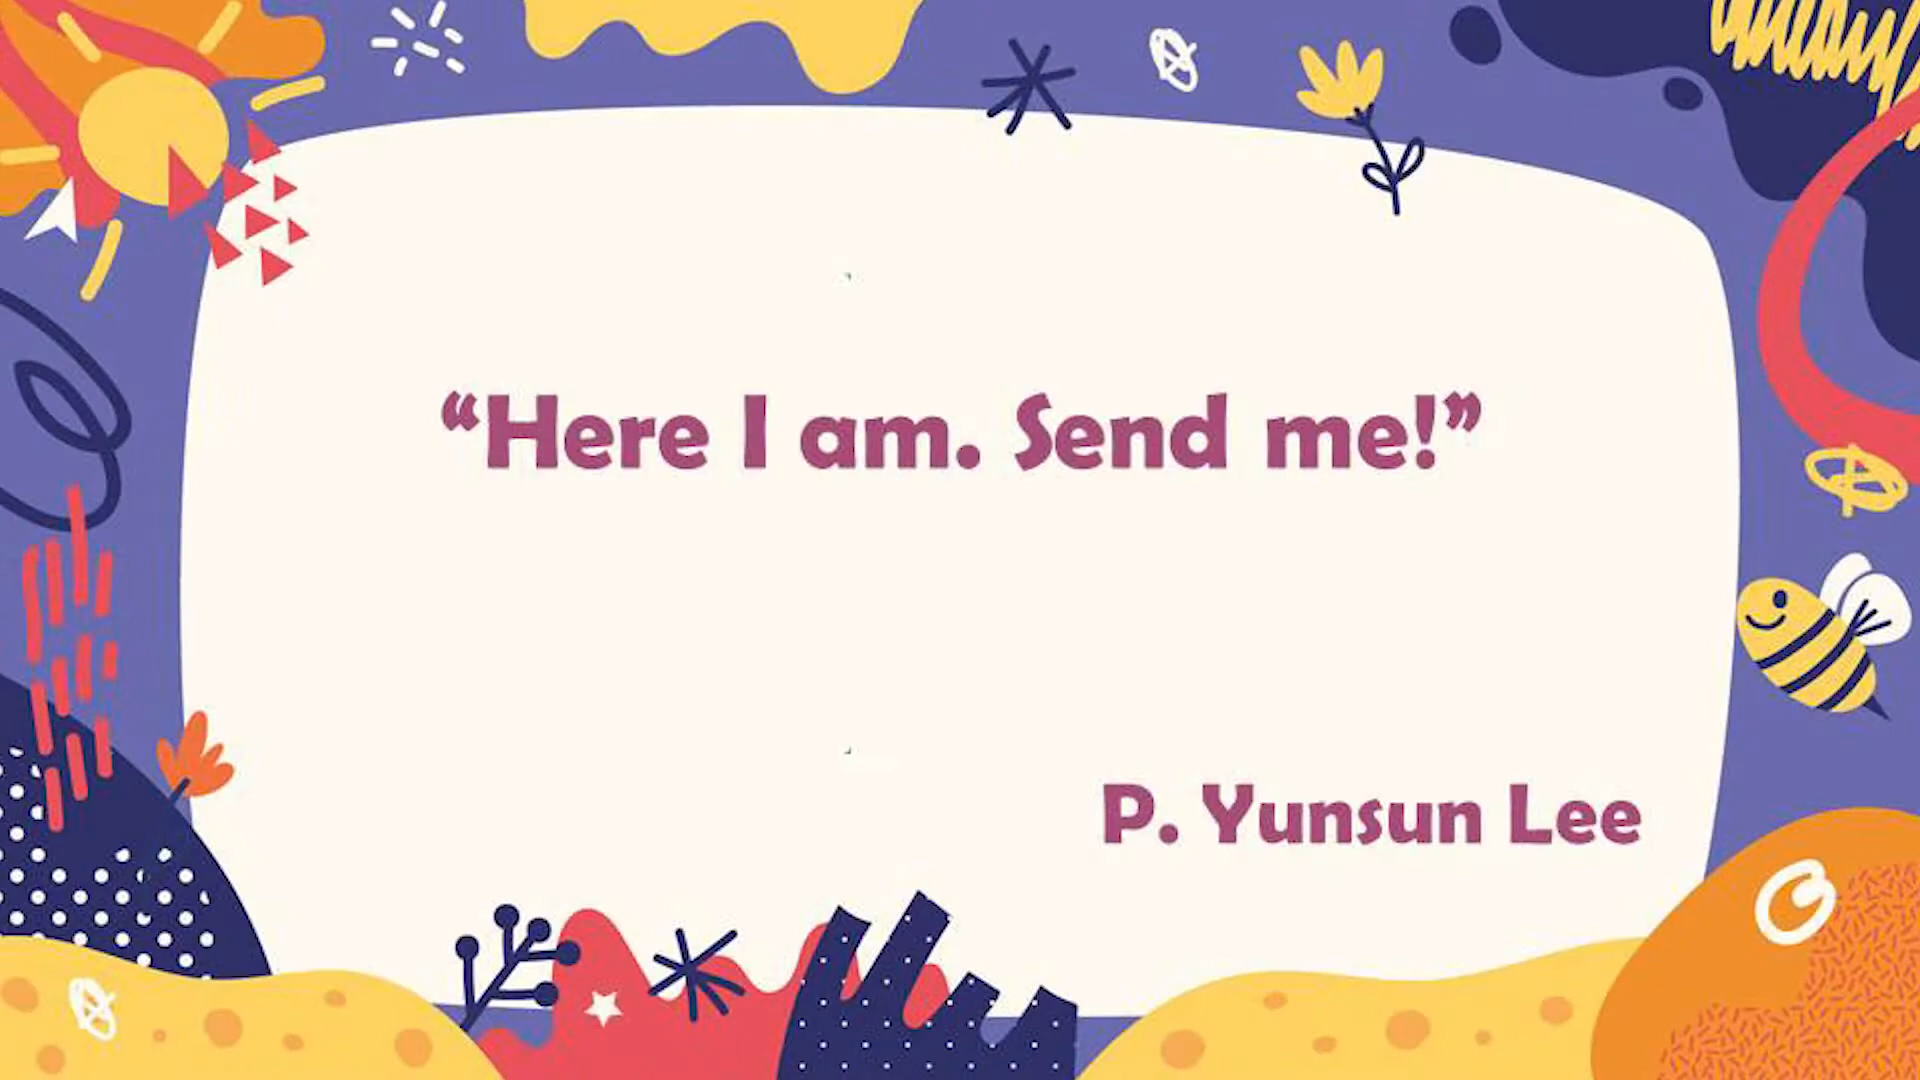 “Here I am. Send me!”
P. Yunsun Lee